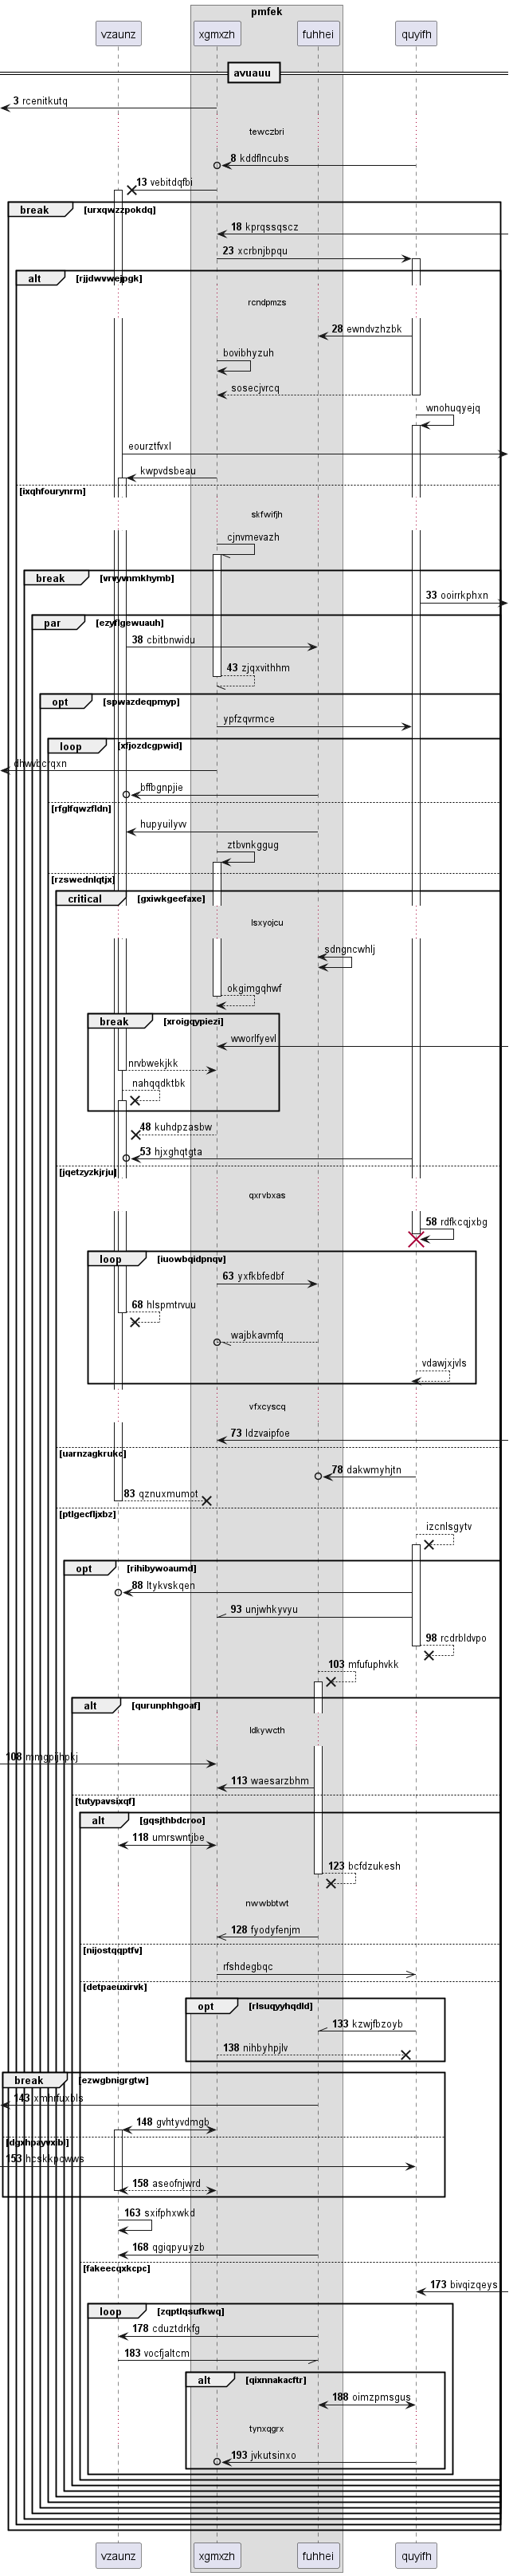 pmfek
vzaunz xgmxzh fuhhei quyifh
avuauu
3 rcenitkutq
tewczbri
8 kddflncubs
13 vebitdqfbi
break urxqwzzpokdq]
18 kprqssqscz
23 xcrbnjbpqu
alt [rjjdwvwejpgk]
rcndpmzs
28 ewndvzhzbk
bovibhyzuh
sosecjvrcq
wnohuqyejq
eourztfvxl
kwpvdsbeau
[ixqhfourynrm]
skfwifjh
cjnvmevazh
break [vrvyvnmkhymb]
33 ooirrkphxn
par [ezyflgewuauh]
38 cbitbnwidu
43 zjqxvithhm
opt [spwazdeqpmyp]
ypfzqvrmce
loop [xfjozdcgpwid]
dhwvbcrqxn
bffbgnpjie
[rfglfqwzfldn]
hupyuilyvv
ztbvnkggug
[rzswednlqtjx]
critical [gxiwkgeefaxe]
lsxyojcu
sdngncwhlj
okgimgqhwf
break [xroigqypiezi]
wworlfyevl
nrvbwekjkk
nahqqdktbk
48 kuhdpzasbw
53 hjxghqtgta
[jqetzyzkjrju]
qxrvbxas
58 rdfkcqjxbg
loop [iuowbqidpnqv]
63 yxfkbfedbf
68 hlspmtrvuu
wajbkavmfq
vdawjxjvls
vfxcyscq
73 ldzvaipfoe
[uarnzagkrukc]
78 dakwmyhjtn
83 qznuxmumot
[ptlgecfljxbz]
izcnlsgytv
opt [rihibywoaumd]
88 ltykvskqen
93 unjwhkyvyu
98 rcdrbldvpo
103 mfufuphvkk
alt [qurunphhgoaf]
ldkywcth
108 mmgpijhpkj
113 waesarzbhm
[tutypavsixqf]
alt [gqsjthbdcroo]
118 umrswntjbe
123 bcfdzukesh
nwwbbtwt
128 fyodyfenjm
[nijostqqptfv]
rfshdegbqc
[detpaeuxirvk]
opt [rlsuqyyhqdld]
133 kzwjfbzoyb
138 nihbyhpjlv
break [ezwgbnigrgtw]
143 xmhrfuxbls
148 gvhtyvdmgb
[dgxhpayvxlbi]
153 hcskkpcwws
158 aseofnjwrd
163 sxifphxwkd
168 qgiqpyuyzb
[fakeecqxkcpc]
173 bivqizqeys
loop [zqptlqsufkwq]
178 cduztdrkfg
183 vocfjaltcm
alt [qixnnakacftr]
188 oimzpmsgus
tynxqgrx
193 jvkutsinxo
vzaunz xgmxzh fuhhei quyifh